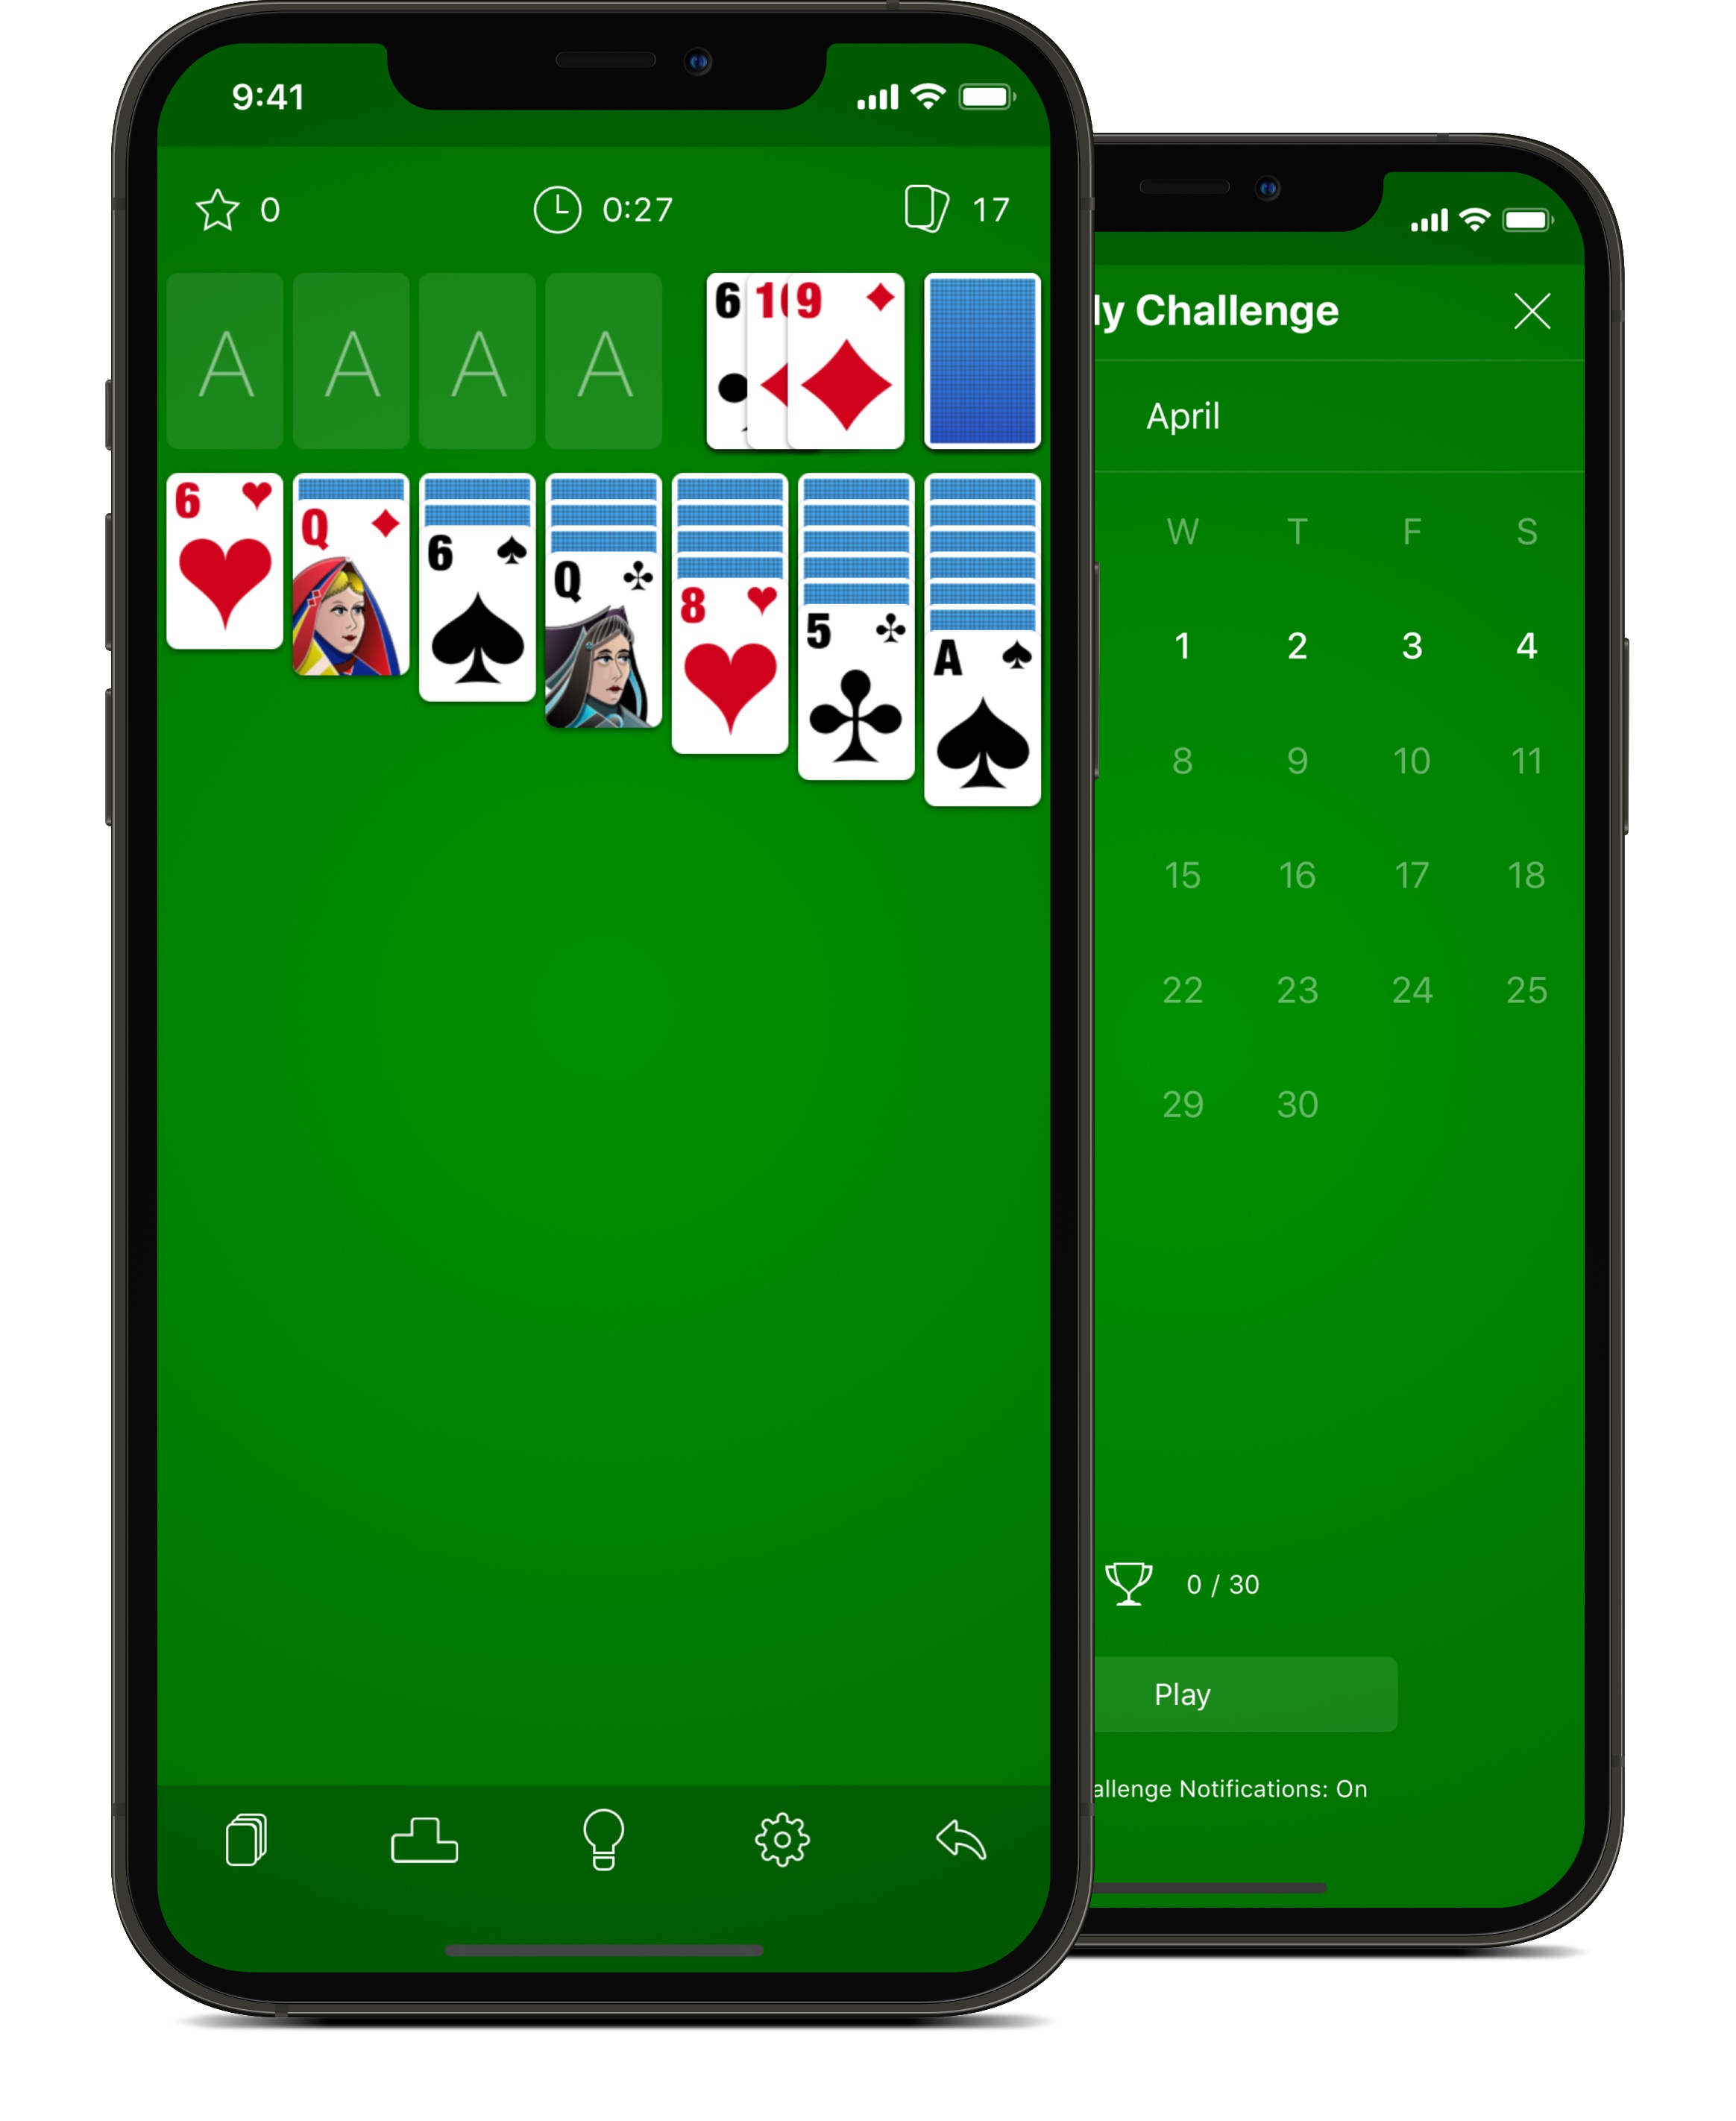 9:41
0 0:27 17
A A A A
6 10 9
6 Q 6 Q 8 5 A
ly Challenge
April
W T F S
1 2 3 4
8 9 10 11
15 16 17 18
22 23 24 25
29 30
0 / 30
Play
allenge Notifications: On